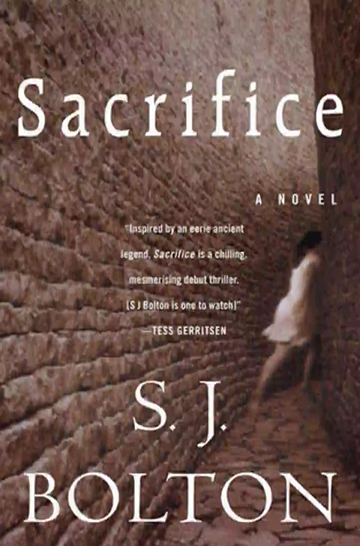 Sacrifice
A NOVEL
"Inspired by an eerie ancient
legend, Sacrifice is a chilling,
mesmerising debut thriller.
(S J Bolton is one to watch)"
—TESS GERRITSEN
S. J.
BOLTON